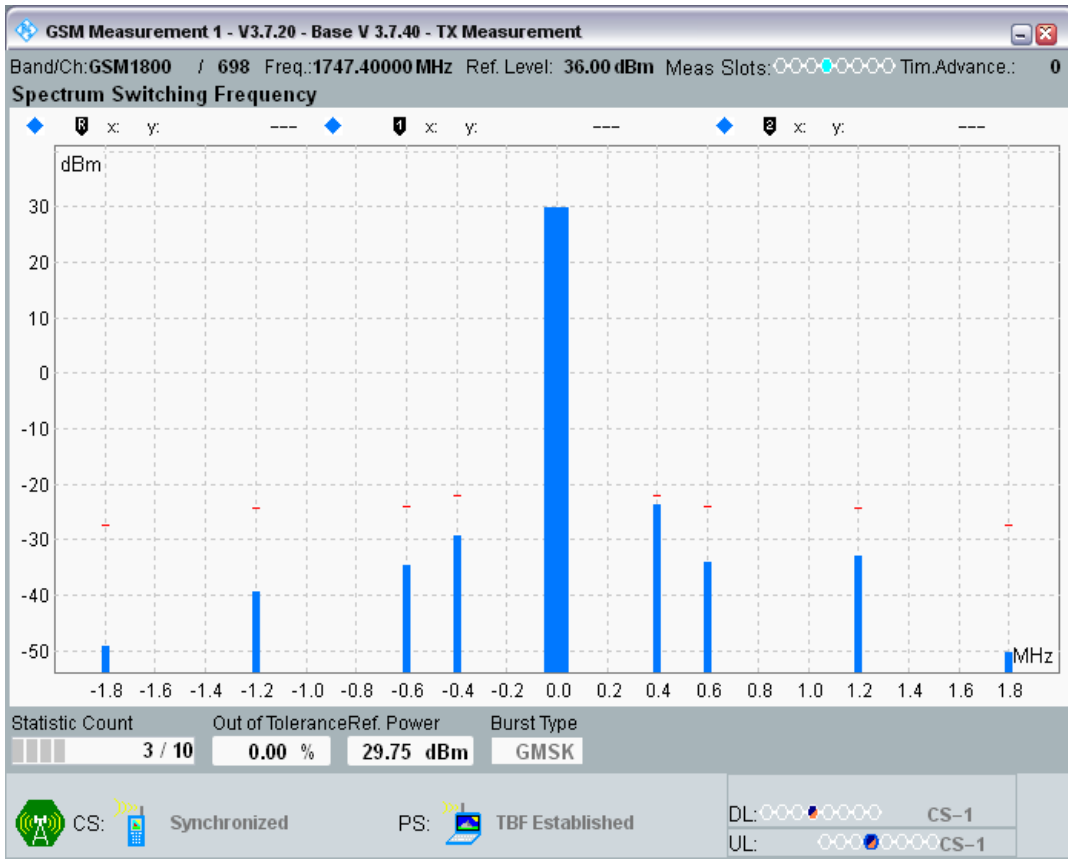 GSM Measurement 1 - V3.7.20 - Base V 3.7.40 - TX Measurement
Band/Ch:GSM1800 / 698 Freq.:1747.40000 MHz Ref. Level: 36.00 dBm Meas Slots: Tim.Advance.: 0
Spectrum Switching Frequency
R x: y: --- 1 x: y: --- 2 x: y: ---
dBm
30
20
10
0
-10
-20
-30
-40
-50
MHz
-1.8 -1.6 -1.4 -1.2 -1.0 -0.8 -0.6 -0.4 -0.2 0.0 0.2 0.4 0.6 0.8 1.0 1.2 1.4 1.6 1.8
Statistic Count Out of Tolerance Ref. Power Burst Type
3 / 10 0.00 % 29.75 dBm GMSK
CS: Synchronized PS: TBF Established
DL: CS-1
UL: CS-1